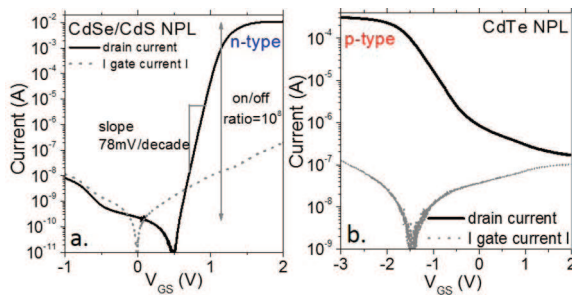 CdSe/CdS NPL
drain current
I gate current I
n-type
slope
78mV/decade
on/off
ratio=10⁸
Current (A)
10⁻²
10⁻³
10⁻⁴
10⁻⁵
10⁻⁶
10⁻⁷
10⁻⁸
10⁻⁹
10⁻¹⁰
10⁻¹¹
a.
-1 0 1 2
V_GS (V)
CdTe NPL
p-type
Current (A)
10⁻⁴
10⁻⁵
10⁻⁶
10⁻⁷
10⁻⁸
10⁻⁹
b.
drain current
I gate current I
-3 -2 -1 0 1 2
V_GS (V)